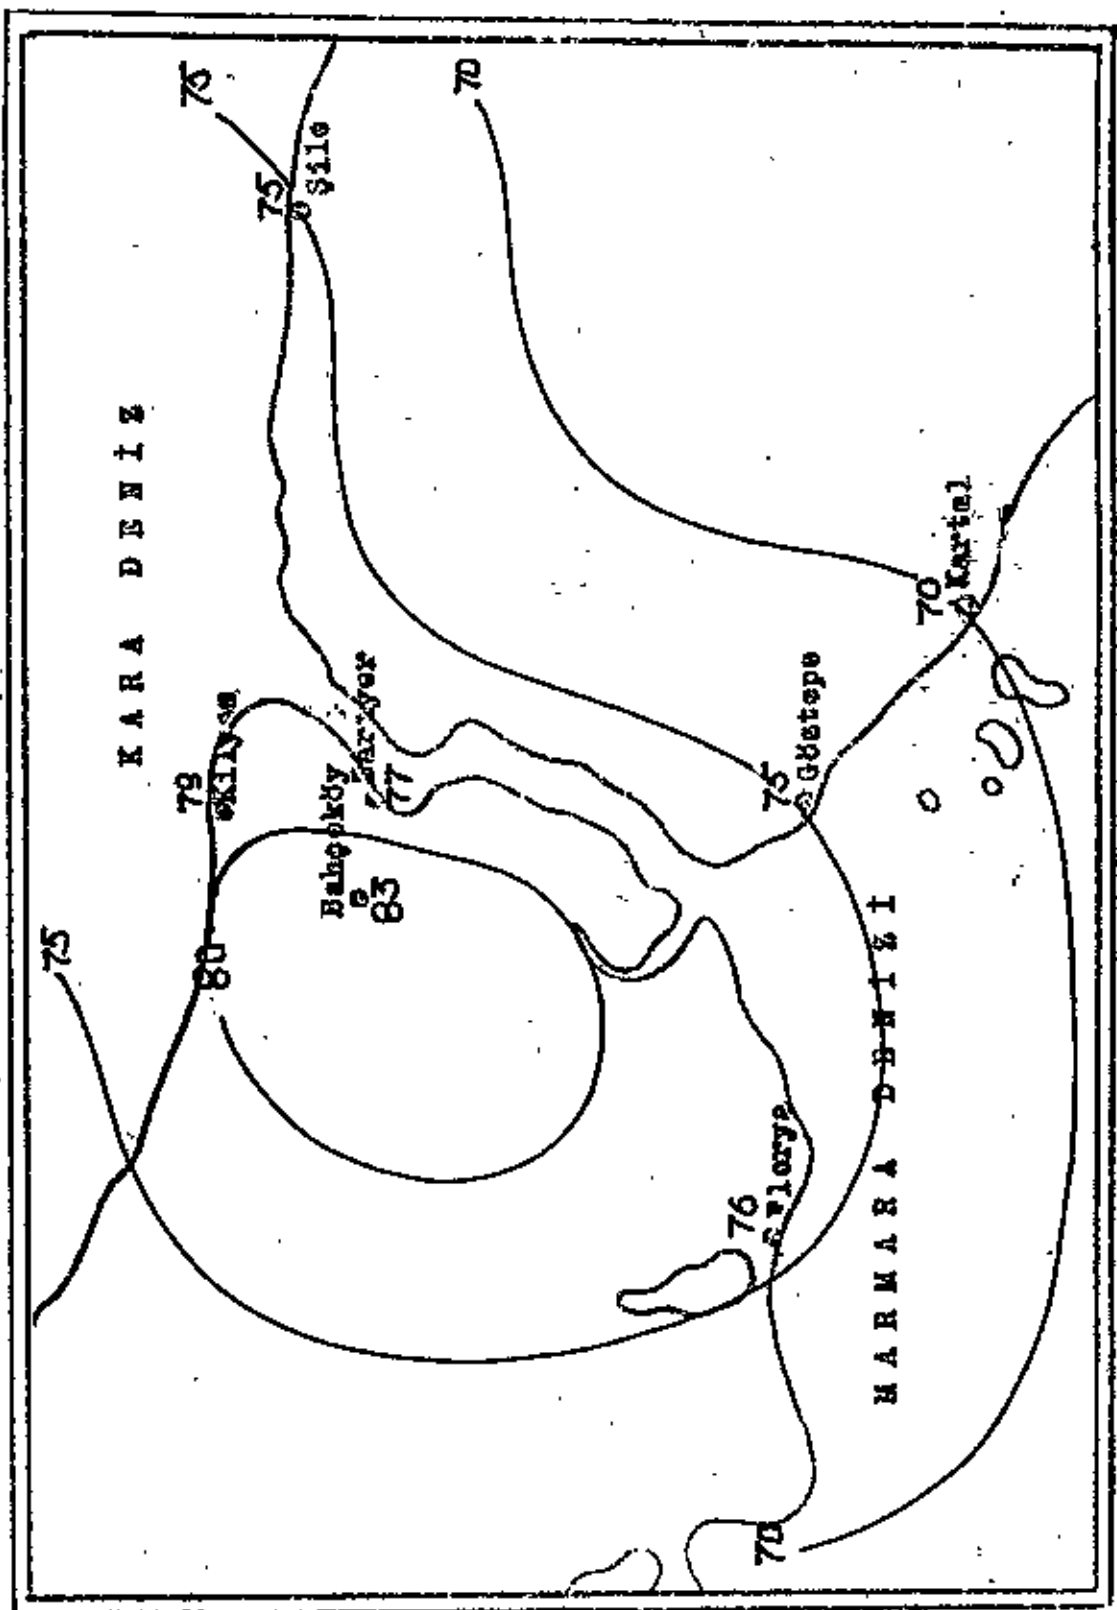 KARA DENİZ
75
75
Şile
70
79
Kilyos
Bahçeköy
83
Sarıyer
77
75
80
75
Göztepe
70
Kartal
76
Florya
MARMARA DENİZİ
70